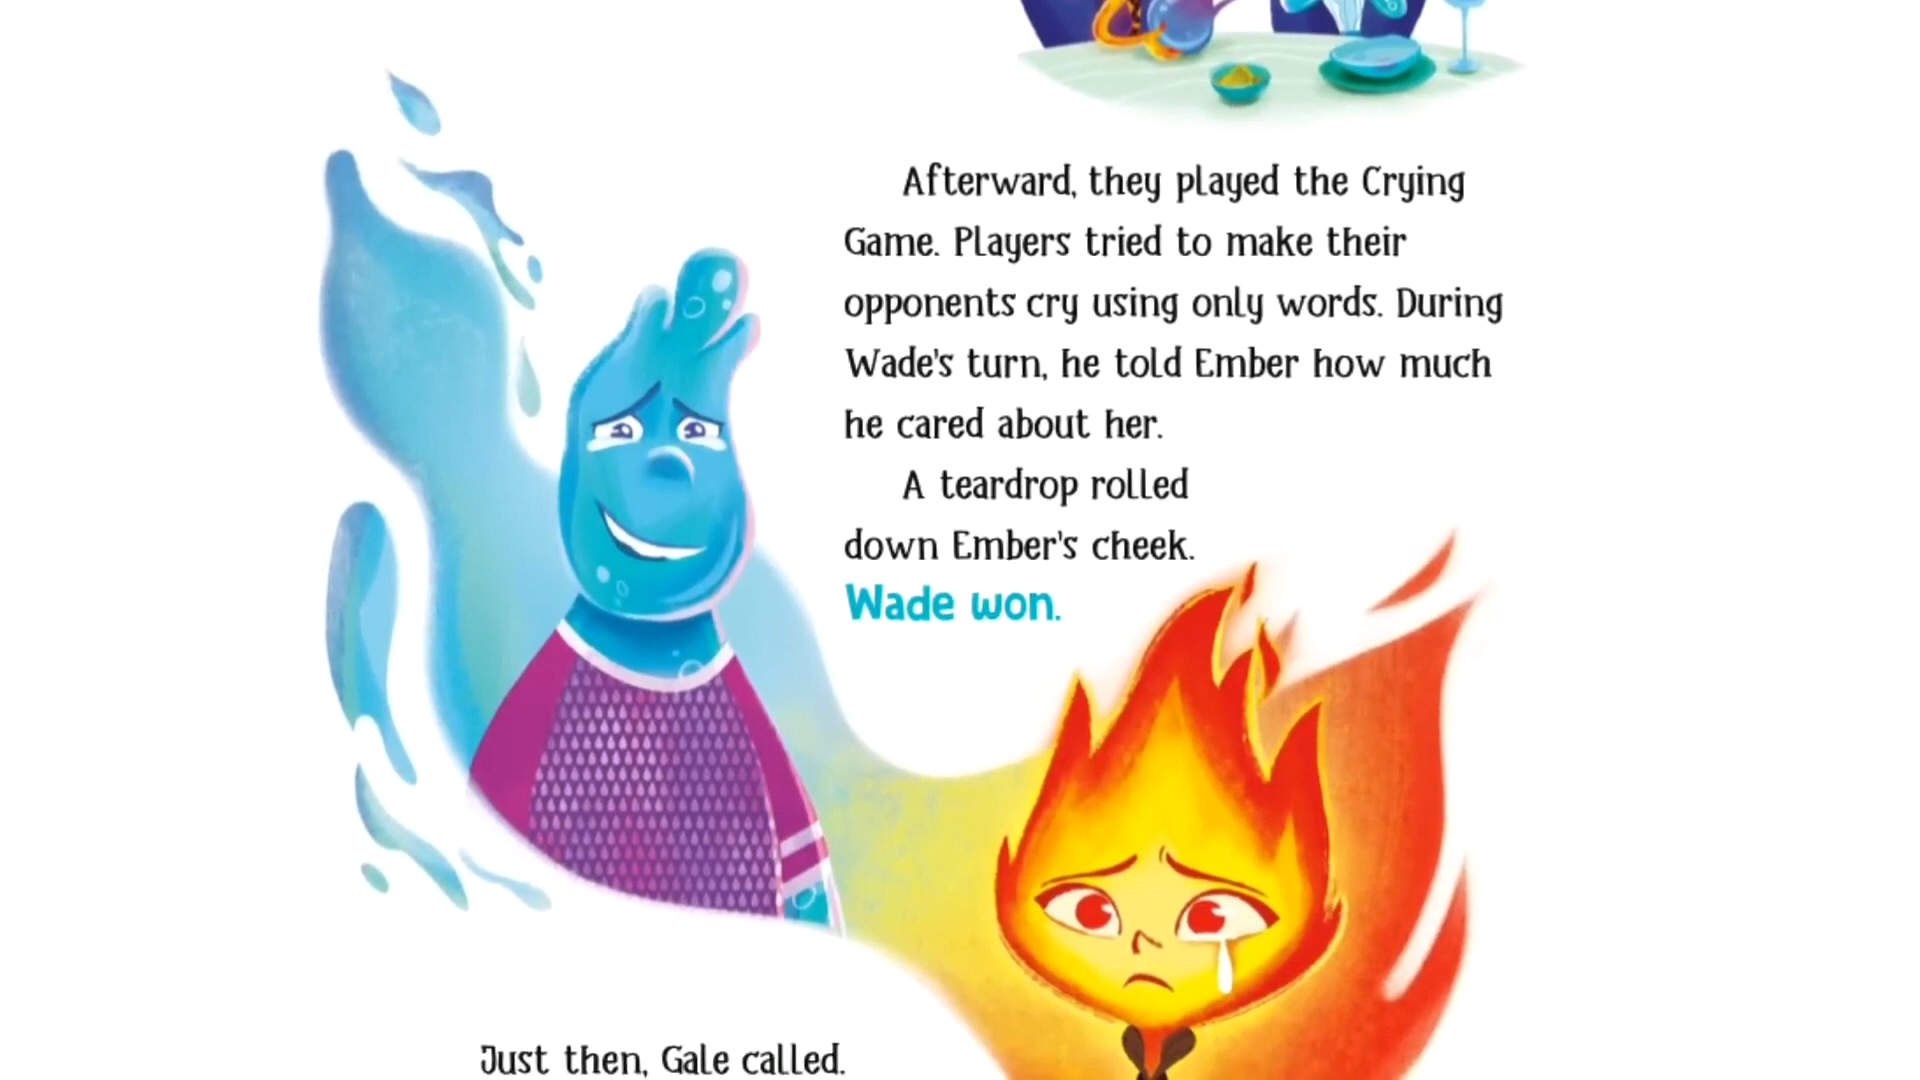 Afterward, they played the Crying
Game. Players tried to make their
opponents cry using only words. During
Wade's turn, he told Ember how much
he cared about her.
A teardrop rolled
down Ember's cheek.
Wade won.
Just then, Gale called.